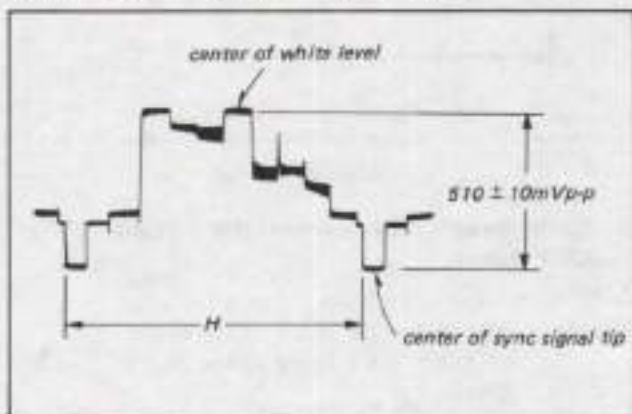 center of white level
510 ± 10mVp-p
H
center of sync signal tip